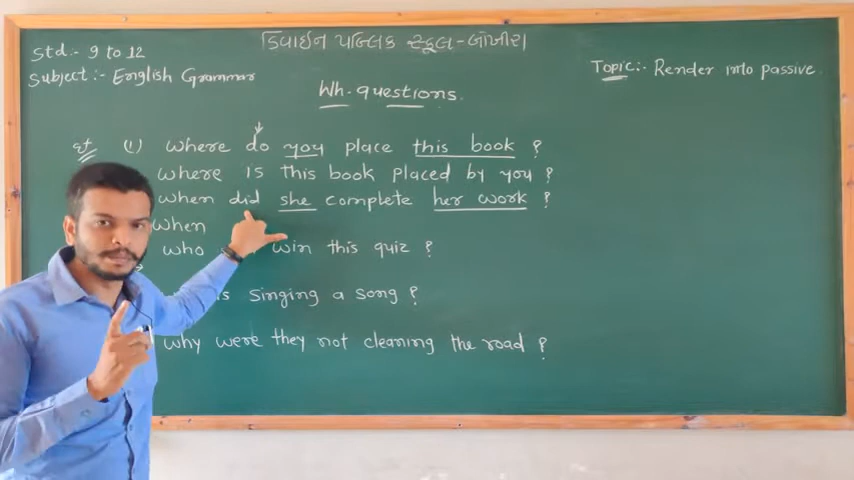 ડિવાઈન પબ્લિક સ્કૂલ-બોખીરા
Std:- 9 to 12
Subject:- English Grammar
Topic:- Render into passive.
Wh-questions.
Ex (1) Where do you place this book ?
where is this book placed by you ?
when did she complete her work ?
when
who win this quiz ?
is singing a song ?
why were they not cleaning the road ?